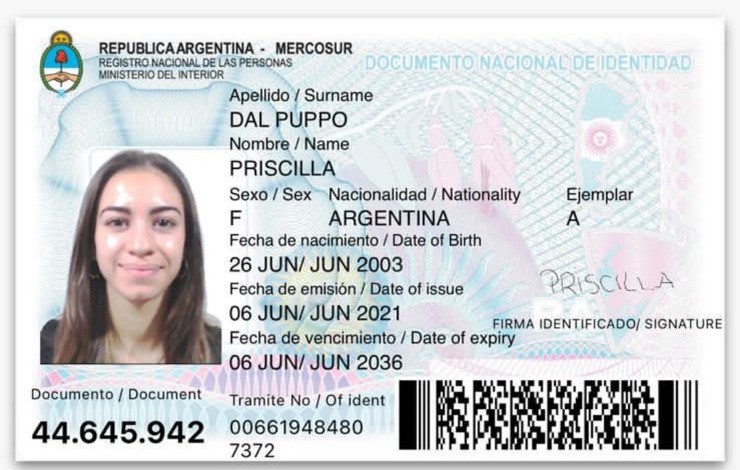 REPUBLICA ARGENTINA - MERCOSUR
REGISTRO NACIONAL DE LAS PERSONAS
MINISTERIO DEL INTERIOR
DOCUMENTO NACIONAL DE IDENTIDAD
Apellido / Surname
DAL PUPPO
Nombre / Name
PRISCILLA
Sexo / Sex Nacionalidad / Nationality Ejemplar
F ARGENTINA A
Fecha de nacimiento / Date of Birth
26 JUN/ JUN 2003
Fecha de emisión / Date of issue
06 JUN/ JUN 2021
PRISCILLA
FIRMA IDENTIFICADO/ SIGNATURE
Fecha de vencimiento / Date of expiry
06 JUN/ JUN 2036
Documento / Document
44.645.942
Tramite No / Of ident
00661948480
7372